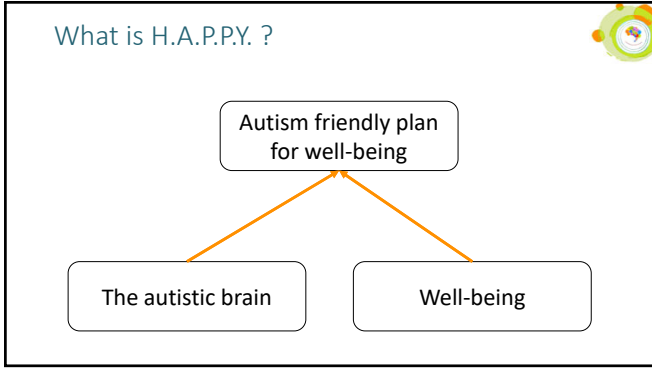 What is H.A.P.P.Y. ?
Autism friendly plan
for well-being
The autistic brain
Well-being